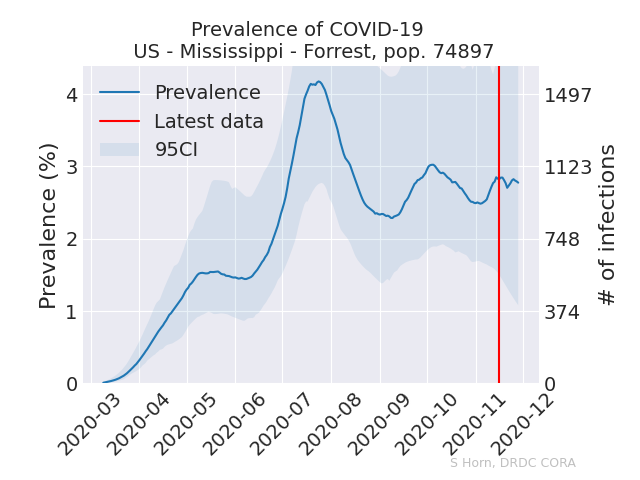 Prevalence of COVID-19
US - Mississippi - Forrest, pop. 74897
Prevalence
Latest data
95CI
Prevalence (%)
4
3
2
1
0
# of infections
1497
1123
748
374
0
2020-03
2020-04
2020-05
2020-06
2020-07
2020-08
2020-09
2020-10
2020-11
2020-12
S Horn, DRDC CORA